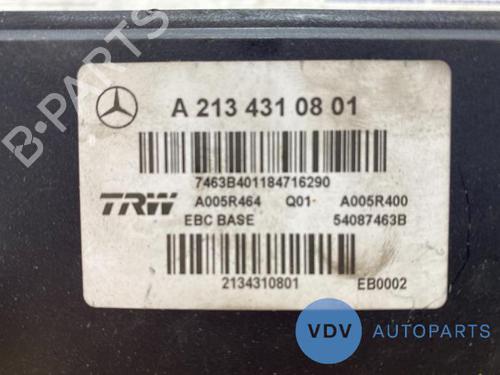 A 213 431 08 01
7463B401184716290
TRW A005R464 Q01 A005R400
EBC BASE 54087463B
2134310801 EB0002
B-PARTS
VDV AUTOPARTS